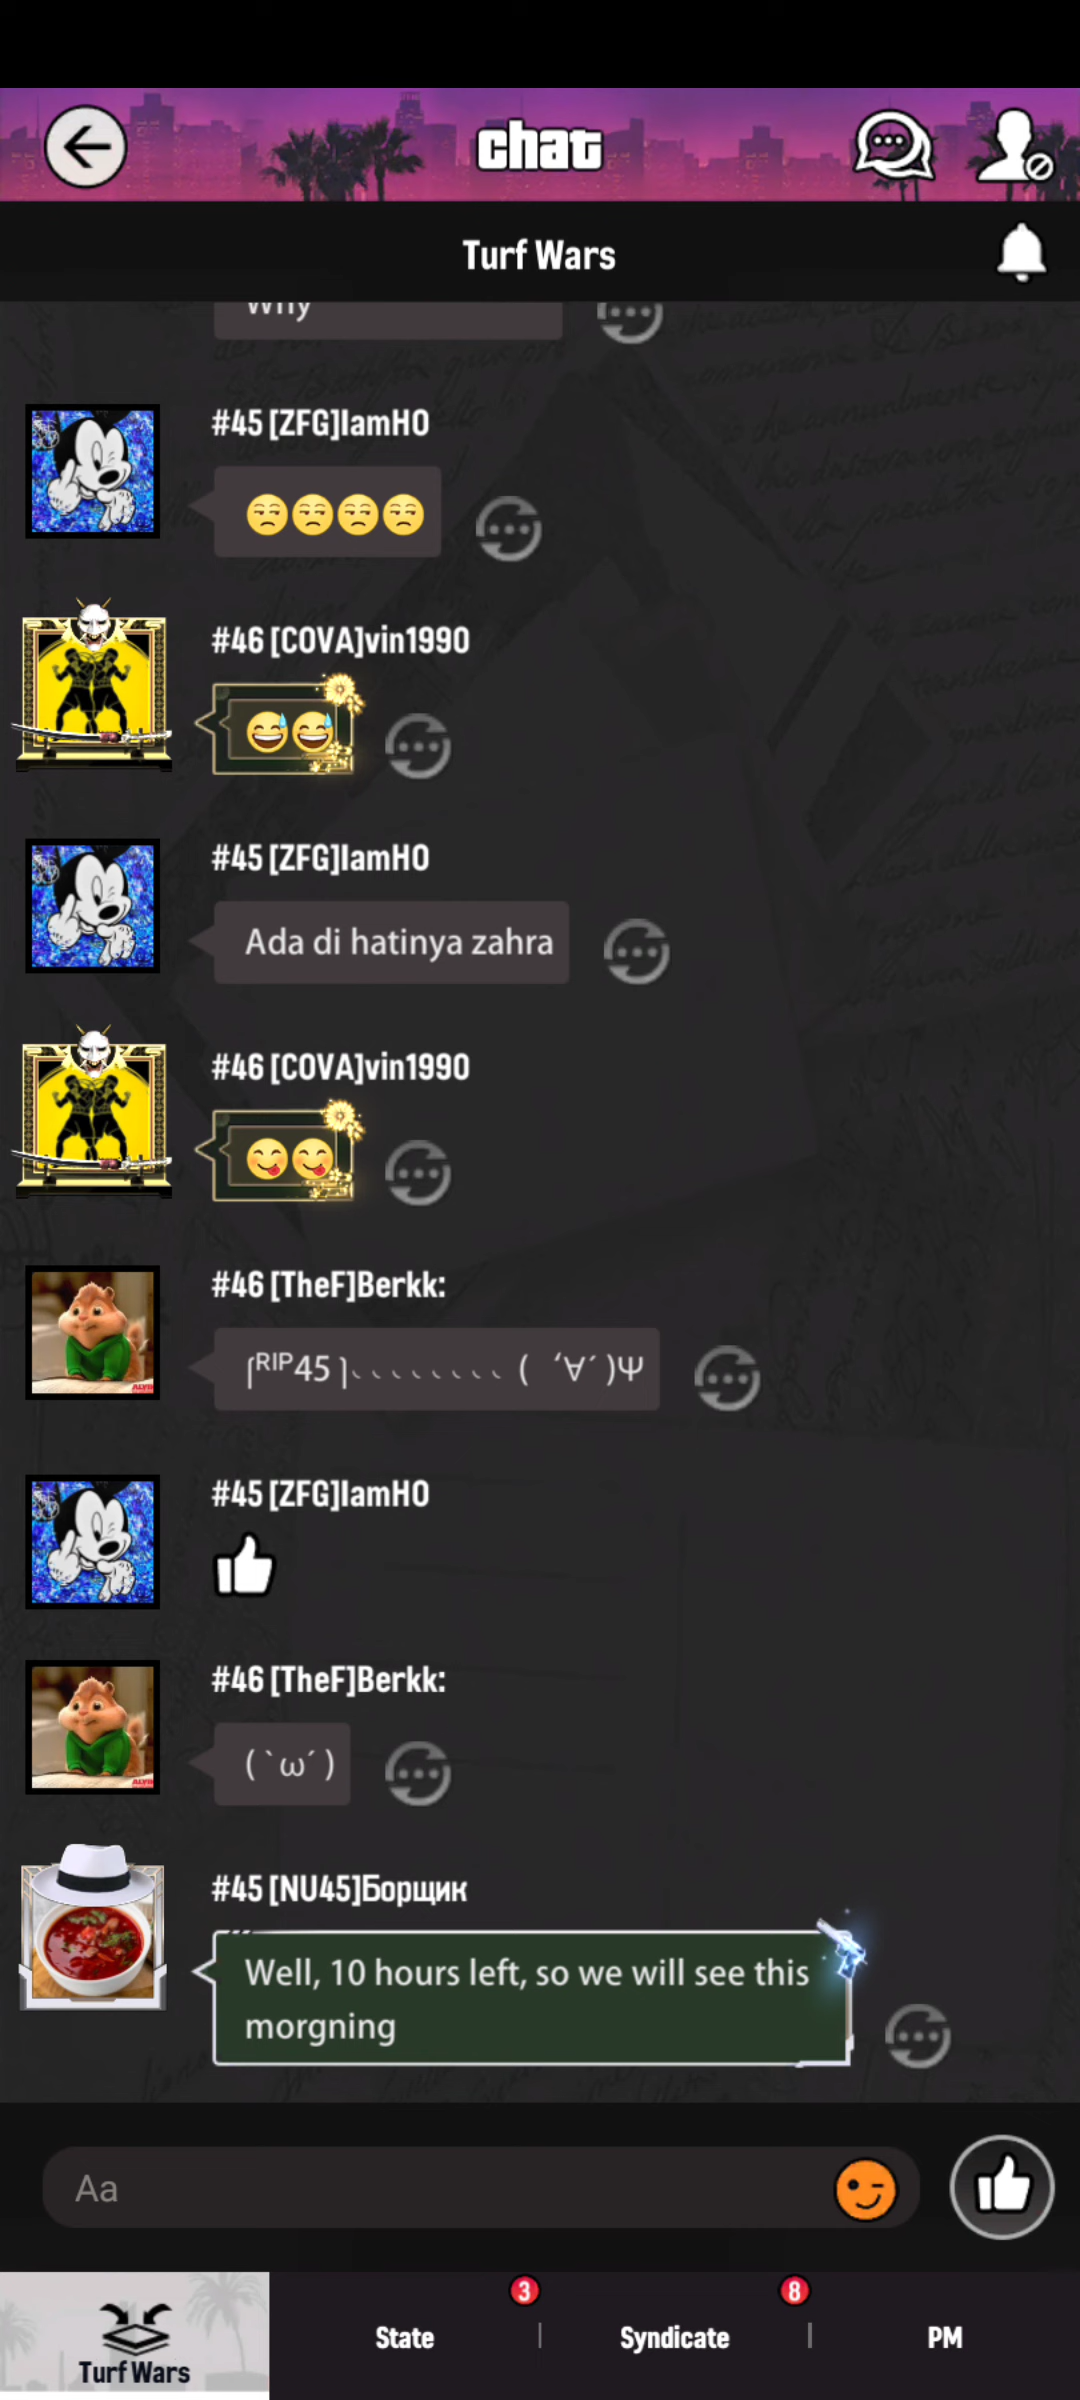 chat
Turf Wars
Why
#45 [ZFG]IamHO
😒😒😒😒
#46 [COVA]vin1990
😅😅
#45 [ZFG]IamHO
Ada di hatinya zahra
#46 [COVA]vin1990
😋😋
#46 [TheF]Berkk:
⌠ᴿᴵᴾ45⌡、、、、、、、、( ‘∀´)Ψ
#45 [ZFG]IamHO
#46 [TheF]Berkk:
(`ω´)
#45 [NU45]Борщик
Well, 10 hours left, so we will see this
morgning
Aa
3
8
Turf Wars
State
Syndicate
PM